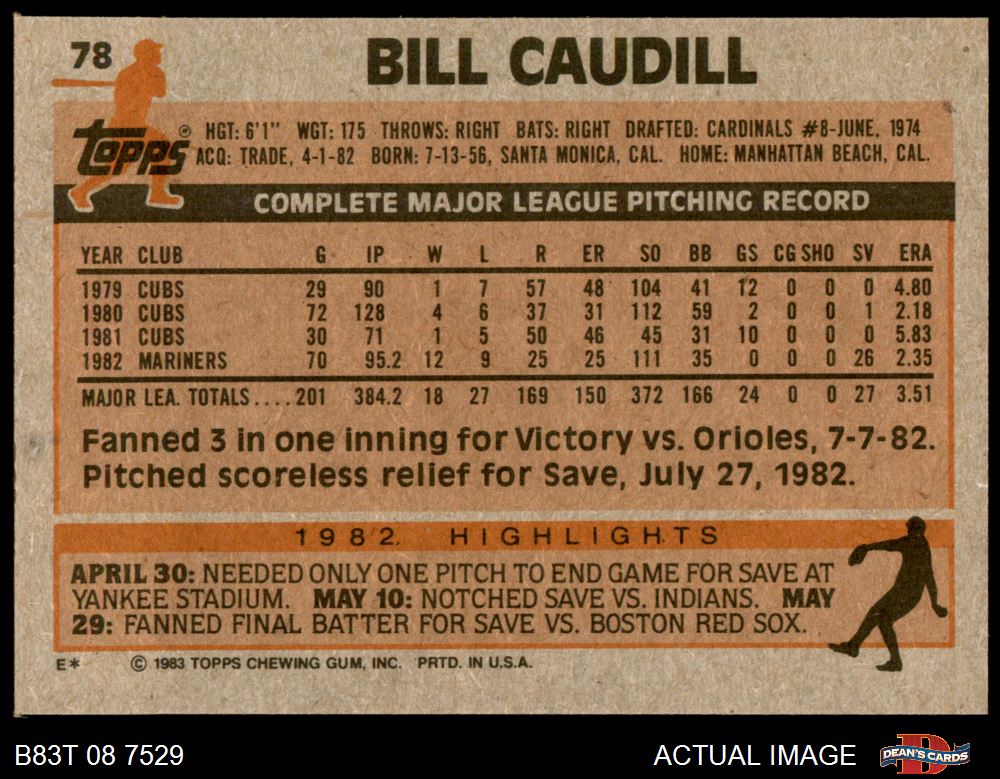 78
BILL CAUDILL
Topps ®
HGT: 6'1" WGT: 175 THROWS: RIGHT BATS: RIGHT DRAFTED: CARDINALS #8-JUNE, 1974
ACQ: TRADE, 4-1-82 BORN: 7-13-56, SANTA MONICA, CAL. HOME: MANHATTAN BEACH, CAL.
COMPLETE MAJOR LEAGUE PITCHING RECORD
YEAR CLUB G IP W L R ER SO BB GS CG SHO SV ERA
1979 CUBS 29 90 1 7 57 48 104 41 12 0 0 0 4.80
1980 CUBS 72 128 4 6 37 31 112 59 2 0 0 1 2.18
1981 CUBS 30 71 1 5 50 46 45 31 10 0 0 0 5.83
1982 MARINERS 70 95.2 12 9 25 25 111 35 0 0 0 26 2.35
MAJOR LEA. TOTALS....201 384.2 18 27 169 150 372 166 24 0 0 27 3.51
Fanned 3 in one inning for Victory vs. Orioles, 7-7-82.
Pitched scoreless relief for Save, July 27, 1982.
1982 HIGHLIGHTS
APRIL 30: NEEDED ONLY ONE PITCH TO END GAME FOR SAVE AT
YANKEE STADIUM. MAY 10: NOTCHED SAVE VS. INDIANS. MAY
29: FANNED FINAL BATTER FOR SAVE VS. BOSTON RED SOX.
E* © 1983 TOPPS CHEWING GUM, INC. PRTD. IN U.S.A.
B83T 08 7529 ACTUAL IMAGE DEAN'S CARDS